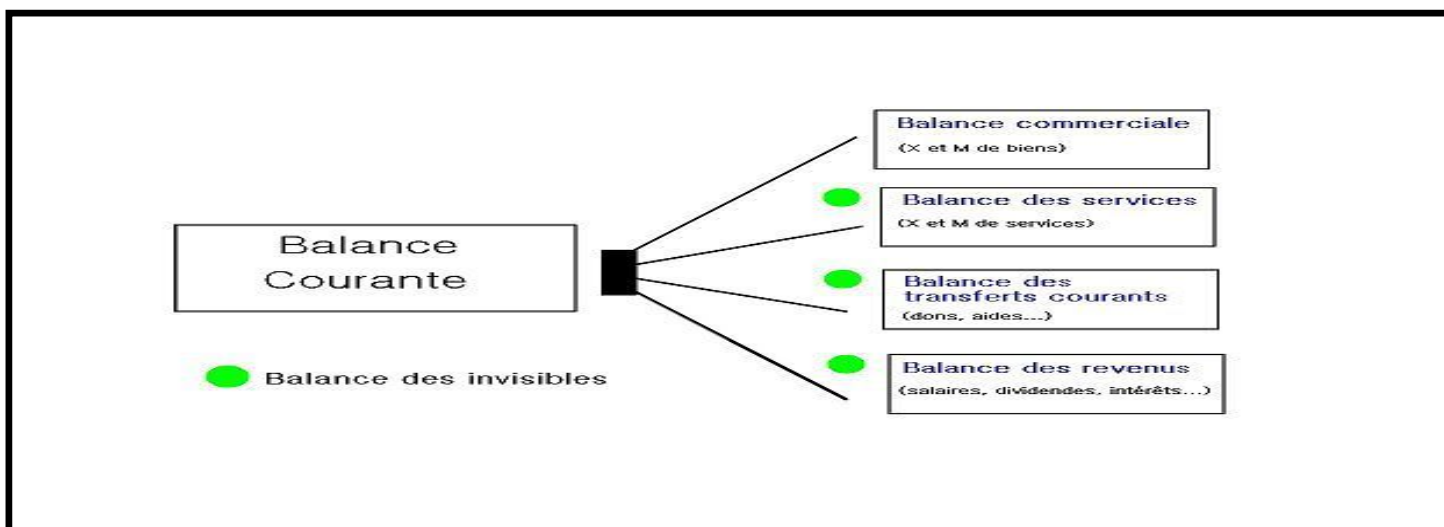 Balance
Courante
Balance des invisibles
Balance commerciale
(X et M de biens)
Balance des services
(X et M de services)
Balance des
transferts courants
(dons, aides...)
Balance des revenus
(salaires, dividendes, intérêts...)